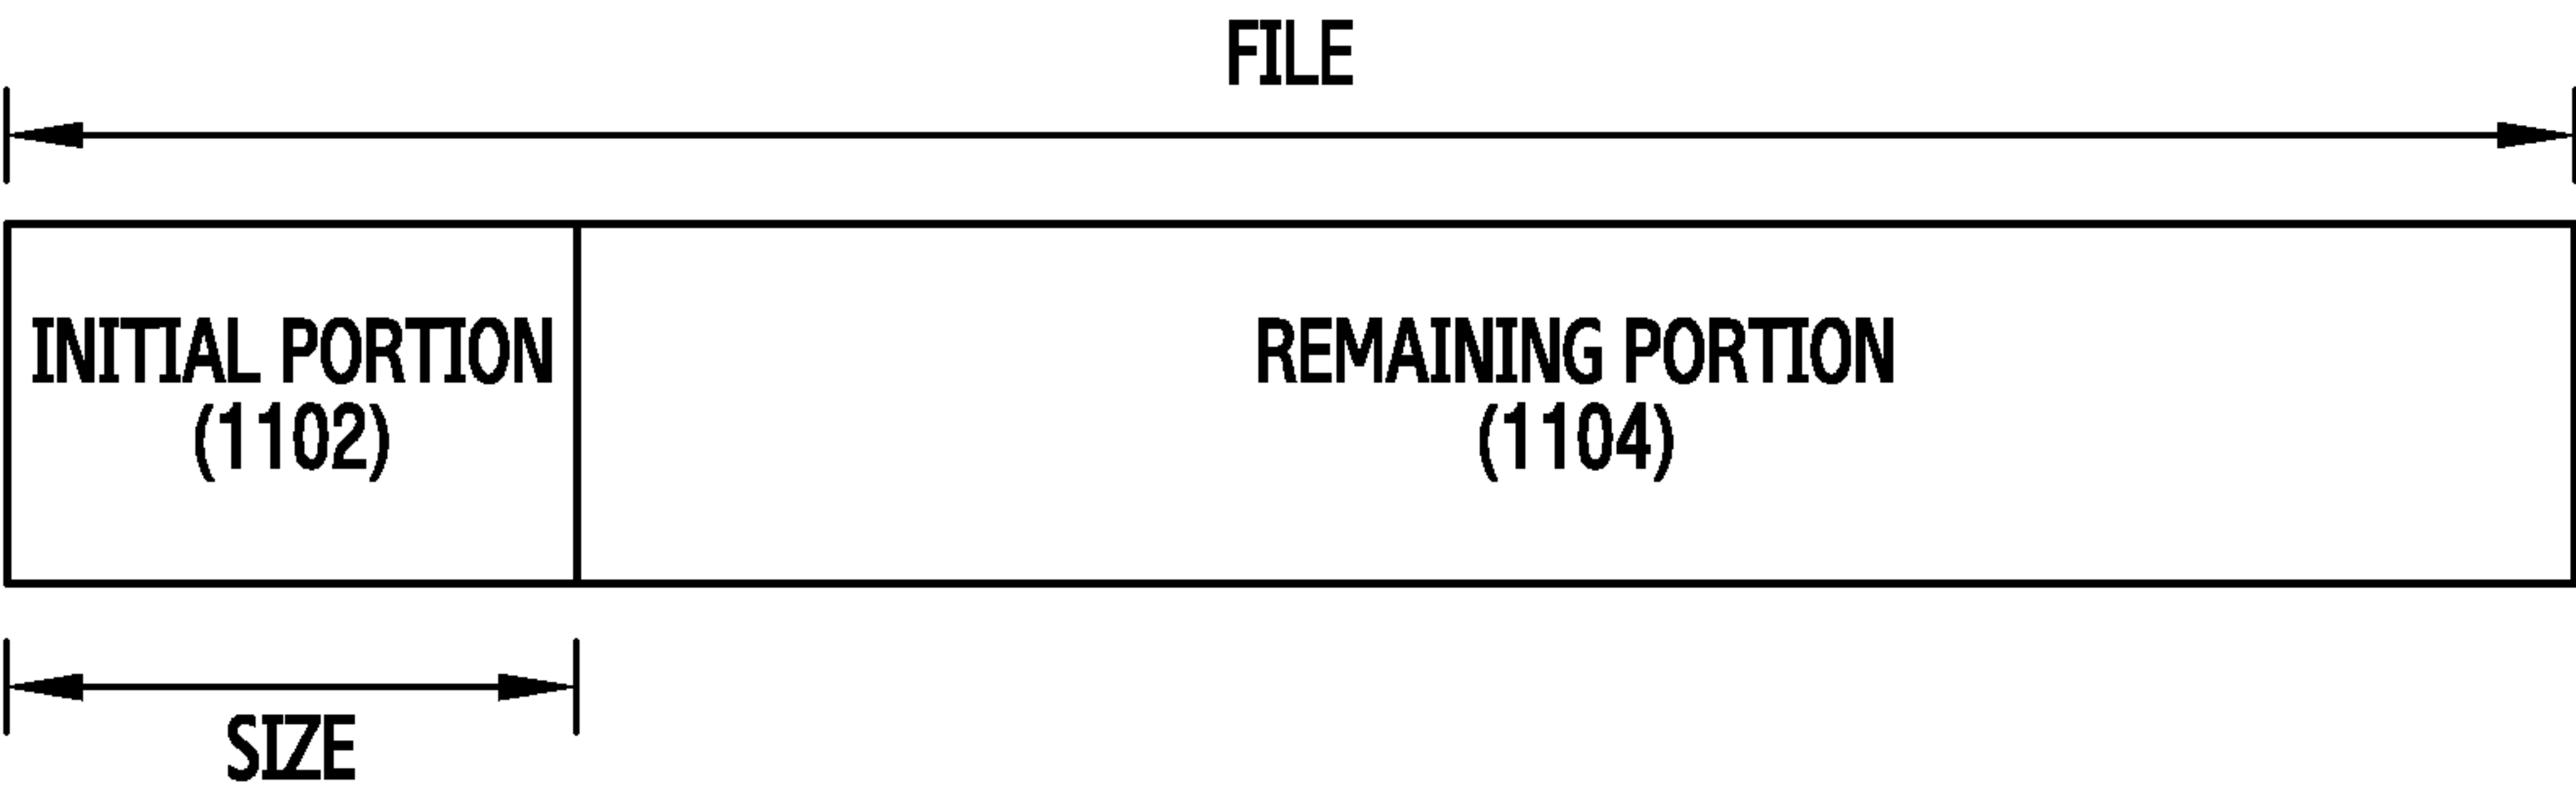 FILE
INITIAL PORTION
(1102)
REMAINING PORTION
(1104)
SIZE